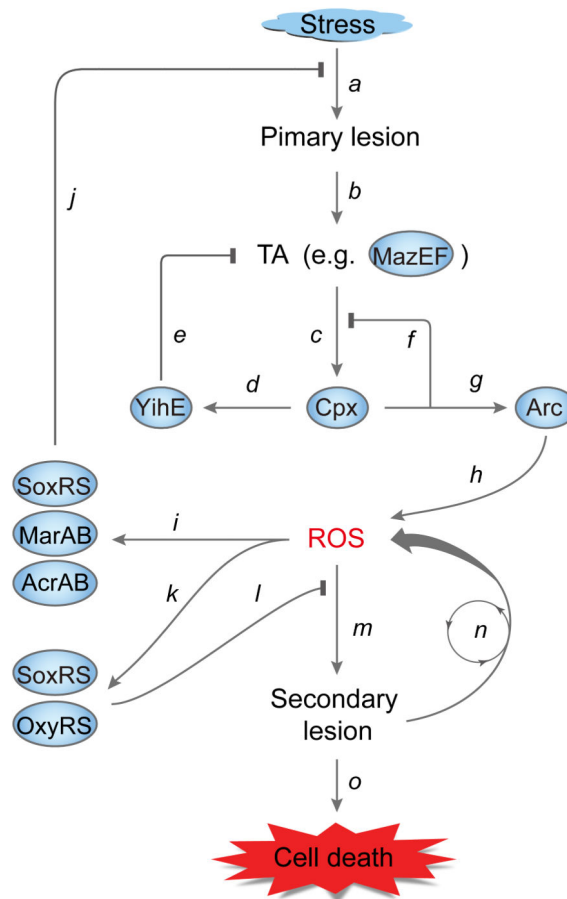 Stress
a
Pimary lesion
j
b
TA (e.g. MazEF )
e
c
f
d
g
YihE
Cpx
Arc
h
SoxRS
i
ROS
MarAB
AcrAB
k
l
m
n
SoxRS
Secondary
lesion
OxyRS
o
Cell death